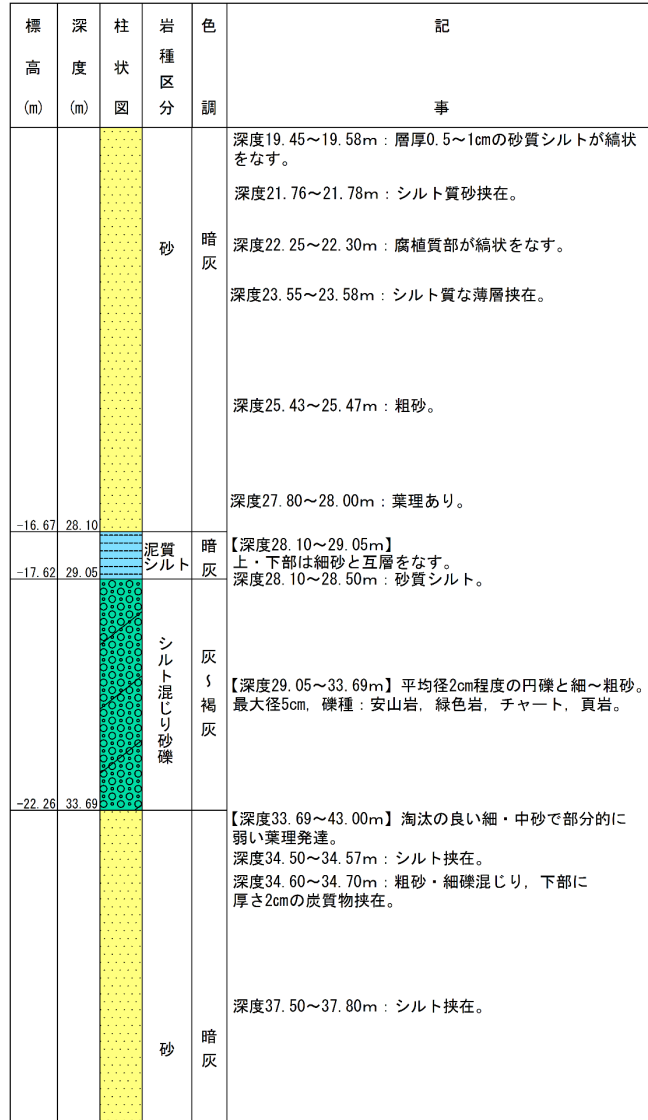 標高(m)
深度(m)
柱状図
岩種区分
色調
記事
深度19.45～19.58m：層厚0.5～1cmの砂質シルトが縞状
をなす。
深度21.76～21.78m：シルト質砂挟在。
砂
暗灰
深度22.25～22.30m：腐植質部が縞状をなす。
深度23.55～23.58m：シルト質な薄層挟在。
深度25.43～25.47m：粗砂。
深度27.80～28.00m：葉理あり。
-16.67 28.10
泥質
シルト
暗灰
【深度28.10～29.05m】
上・下部は細砂と互層をなす。
-17.62 29.05
深度28.10～28.50m：砂質シルト。
シルト混じり砂礫
灰～褐灰
【深度29.05～33.69m】平均径2cm程度の円礫と細～粗砂。
最大径5cm，礫種：安山岩，緑色岩，チャート，頁岩。
-22.26 33.69
【深度33.69～43.00m】淘汰の良い細・中砂で部分的に
弱い葉理発達。
深度34.50～34.57m：シルト挟在。
深度34.60～34.70m：粗砂・細礫混じり，下部に
厚さ2cmの炭質物挟在。
深度37.50～37.80m：シルト挟在。
砂
暗灰